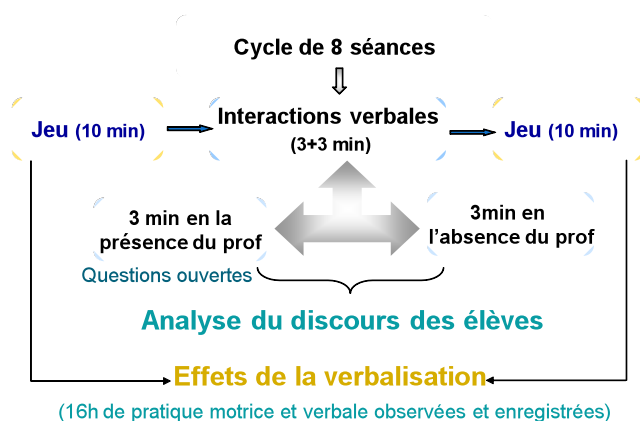 Cycle de 8 séances
Jeu (10 min)
Interactions verbales
(3+3 min)
Jeu (10 min)
3 min en la
présence du prof
3min en
l’absence du prof
Questions ouvertes
Analyse du discours des élèves
Effets de la verbalisation
(16h de pratique motrice et verbale observées et enregistrées)